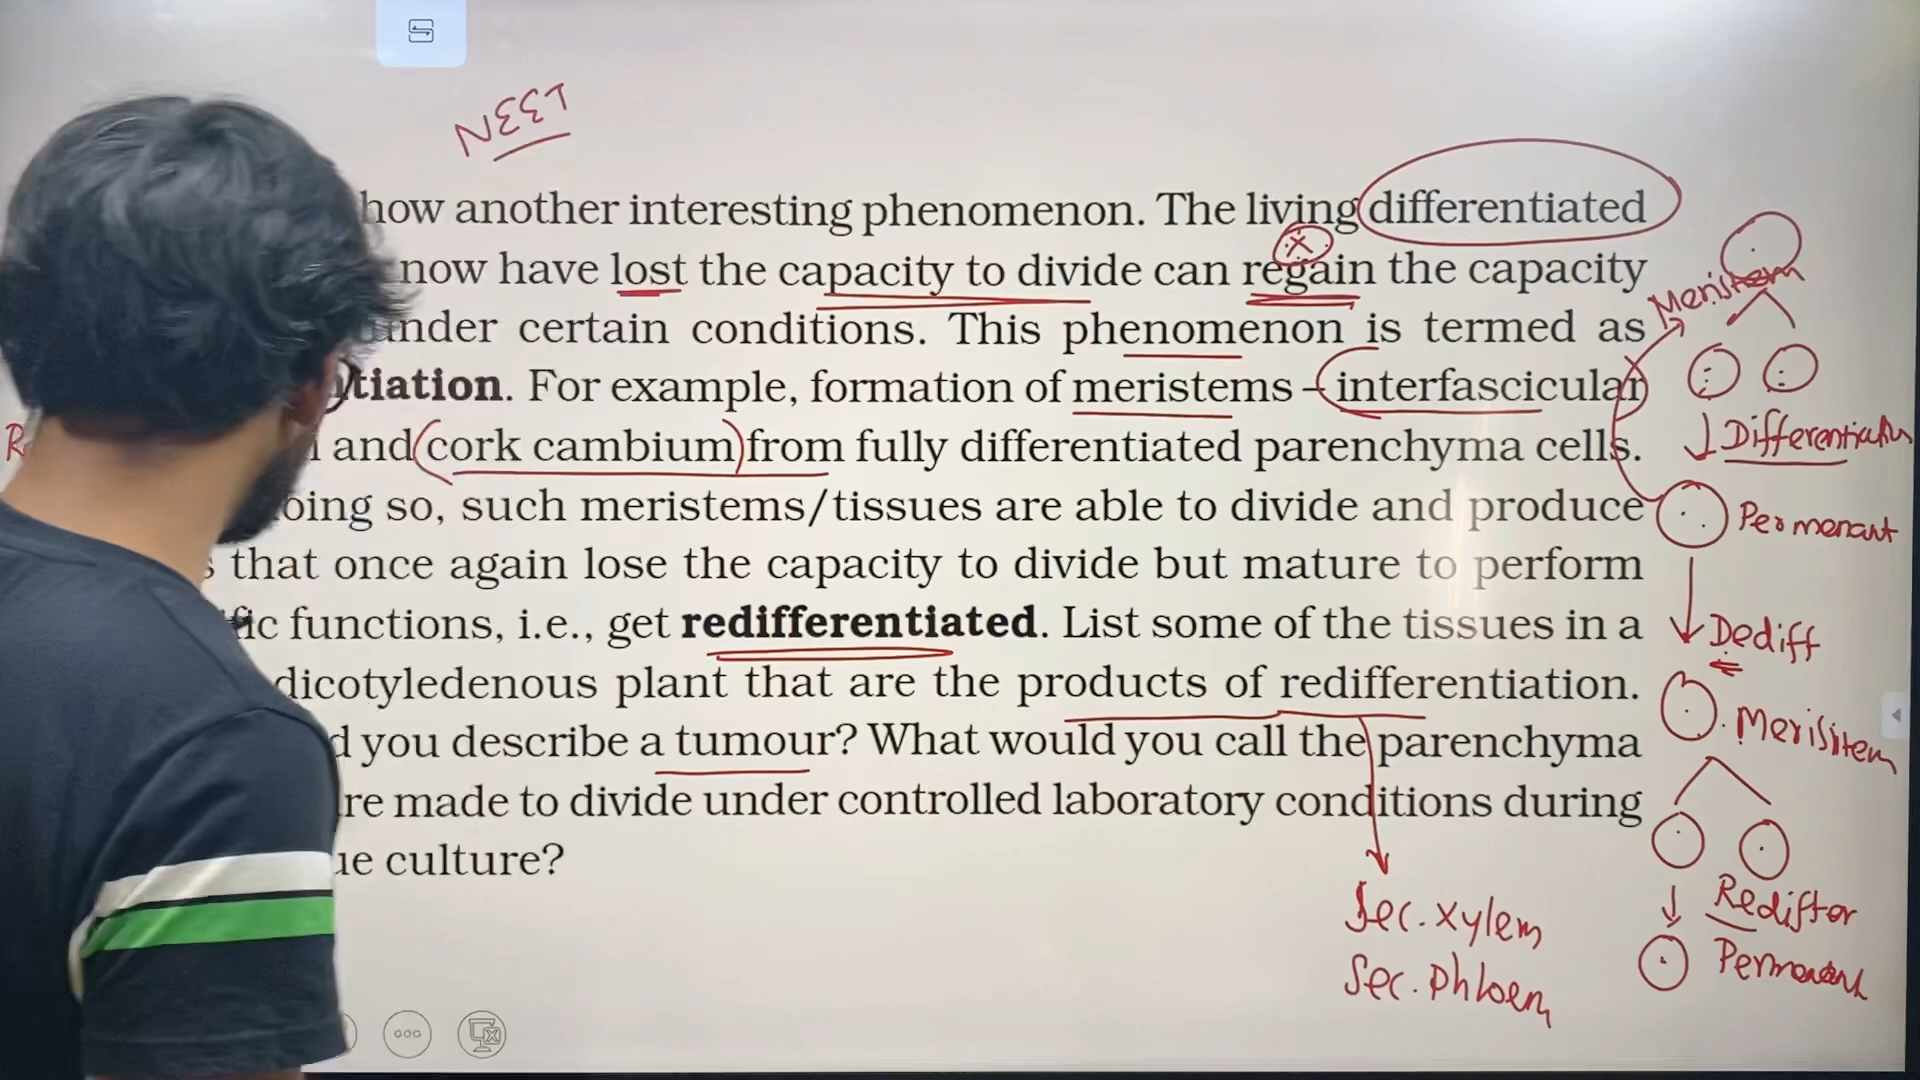 NEET
how another interesting phenomenon. The living differentiated
now have lost the capacity to divide can regain the capacity
under certain conditions. This phenomenon is termed as
tiation. For example, formation of meristems – interfascicular
and cork cambium from fully differentiated parenchyma cells.
oing so, such meristems/tissues are able to divide and produce
that once again lose the capacity to divide but mature to perform
fic functions, i.e., get redifferentiated. List some of the tissues in a
dicotyledenous plant that are the products of redifferentiation.
d you describe a tumour? What would you call the parenchyma
re made to divide under controlled laboratory conditions during
ue culture?
Meristem
Differentiation
Permenant
Dediff
Merisitem
Rediffer
Permenant
Sec. xylem
Sec. Phloem